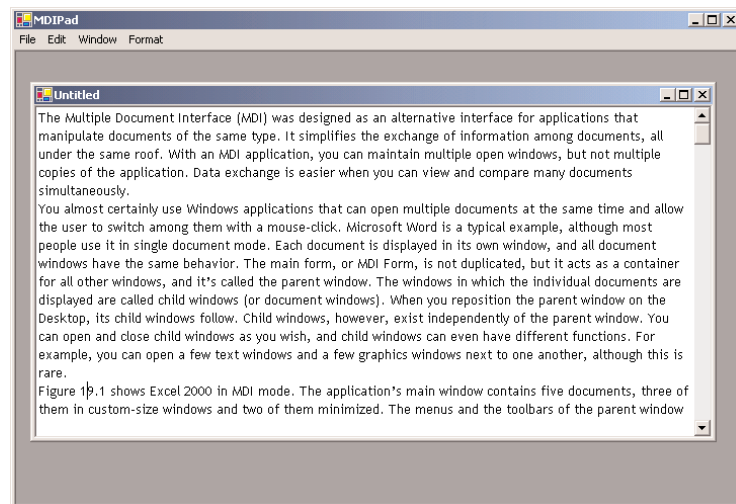 MDIPad
File Edit Window Format
Untitled
The Multiple Document Interface (MDI) was designed as an alternative interface for applications that
manipulate documents of the same type. It simplifies the exchange of information among documents, all
under the same roof. With an MDI application, you can maintain multiple open windows, but not multiple
copies of the application. Data exchange is easier when you can view and compare many documents
simultaneously.
You almost certainly use Windows applications that can open multiple documents at the same time and allow
the user to switch among them with a mouse-click. Microsoft Word is a typical example, although most
people use it in single document mode. Each document is displayed in its own window, and all document
windows have the same behavior. The main form, or MDI Form, is not duplicated, but it acts as a container
for all other windows, and it's called the parent window. The windows in which the individual documents are
displayed are called child windows (or document windows). When you reposition the parent window on the
Desktop, its child windows follow. Child windows, however, exist independently of the parent window. You
can open and close child windows as you wish, and child windows can even have different functions. For
example, you can open a few text windows and a few graphics windows next to one another, although this is
rare.
Figure 19.1 shows Excel 2000 in MDI mode. The application's main window contains five documents, three of
them in custom-size windows and two of them minimized. The menus and the toolbars of the parent window